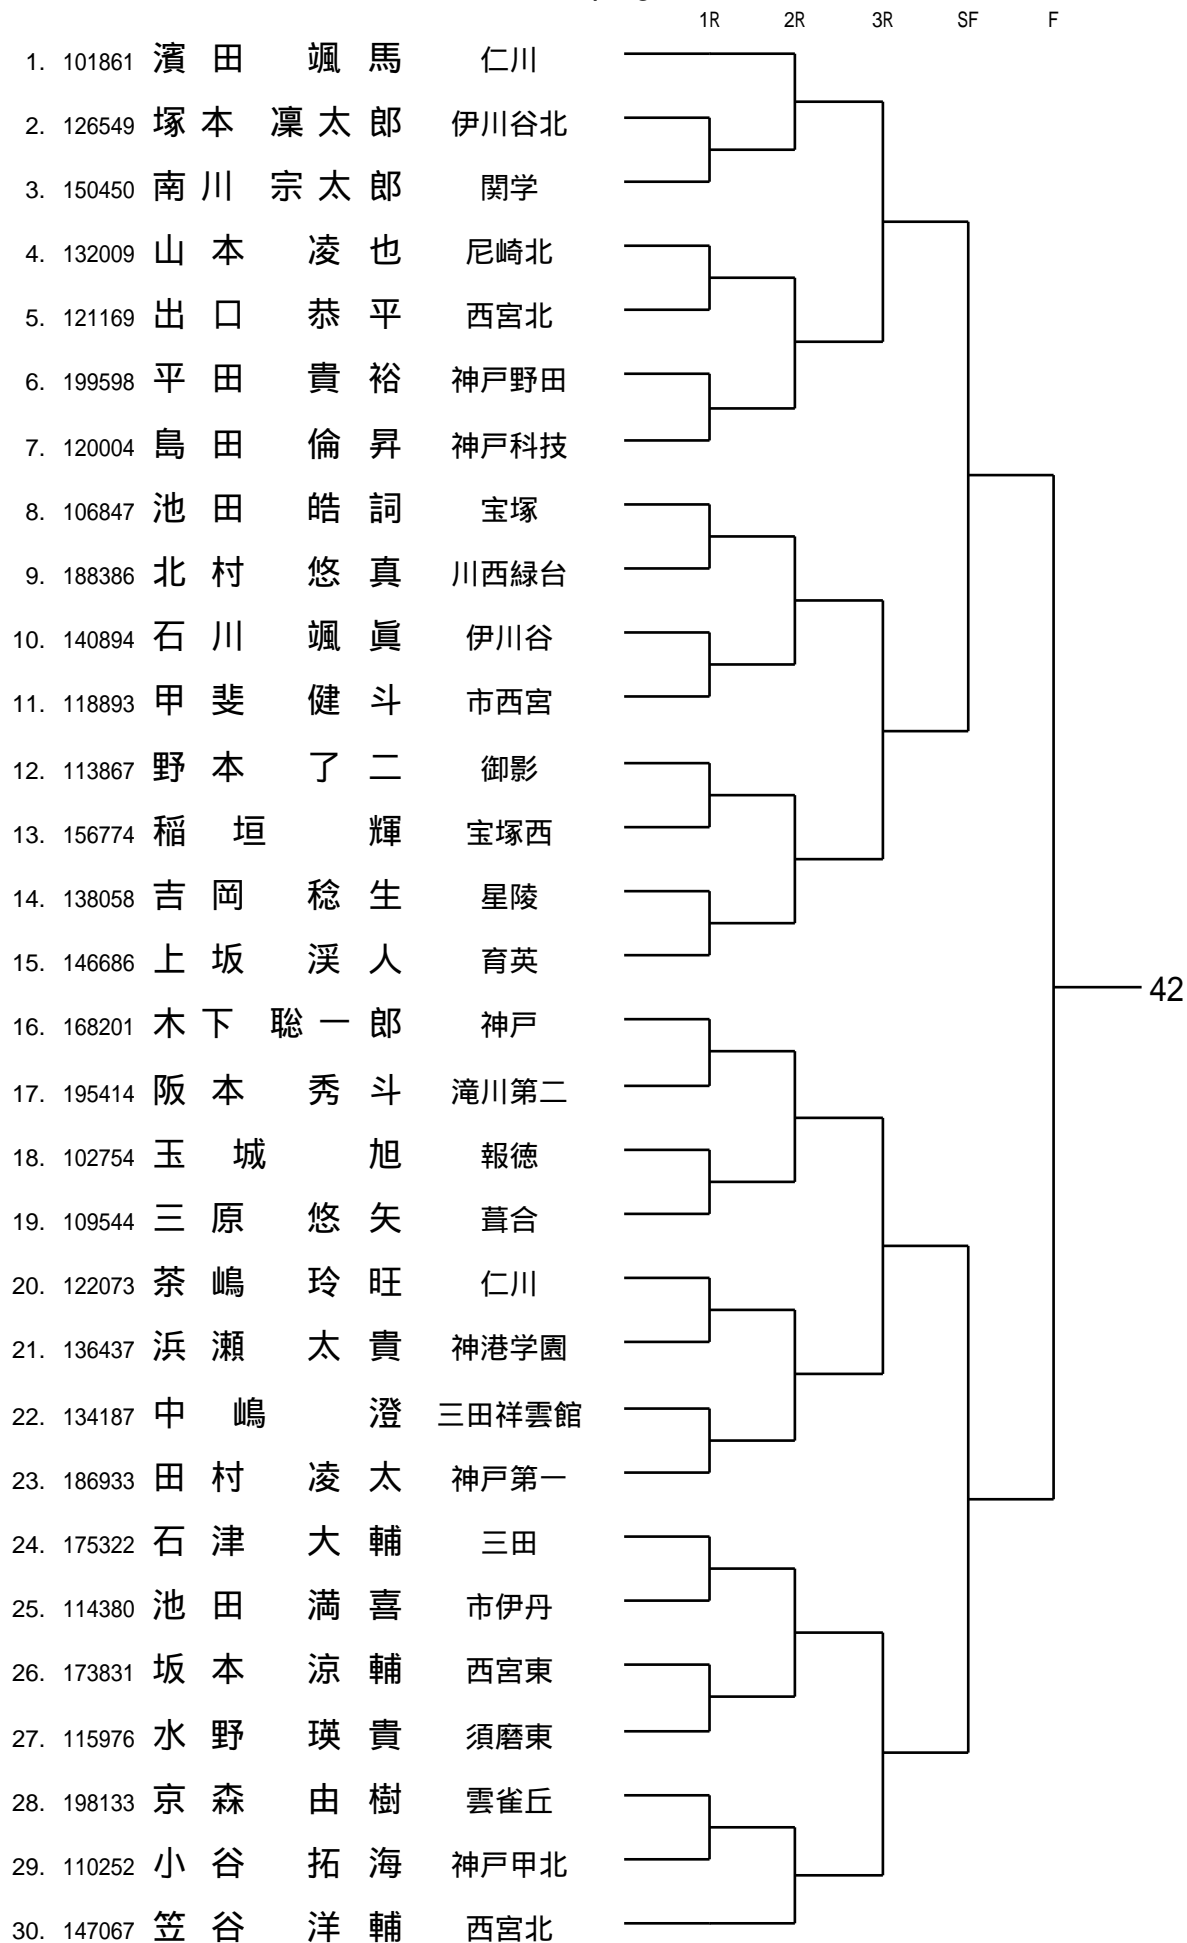 1R 2R 3R SF F
1. 101861 濱田 颯馬 仁川
2. 126549 塚本 凜太郎 伊川谷北
3. 150450 南川 宗太郎 関学
4. 132009 山本 凌也 尼崎北
5. 121169 出口 恭平 西宮北
6. 199598 平田 貴裕 神戸野田
7. 120004 島田 倫昇 神戸科技
8. 106847 池田 皓詞 宝塚
9. 188386 北村 悠真 川西緑台
10. 140894 石川 颯眞 伊川谷
11. 118893 甲斐 健斗 市西宮
12. 113867 野本 了二 御影
13. 156774 稲垣 輝 宝塚西
14. 138058 吉岡 稔生 星陵
15. 146686 上坂 渓人 育英
42
16. 168201 木下 聡一郎 神戸
17. 195414 阪本 秀斗 滝川第二
18. 102754 玉城 旭 報徳
19. 109544 三原 悠矢 葺合
20. 122073 茶嶋 玲旺 仁川
21. 136437 浜瀬 太貴 神港学園
22. 134187 中嶋 澄 三田祥雲館
23. 186933 田村 凌太 神戸第一
24. 175322 石津 大輔 三田
25. 114380 池田 満喜 市伊丹
26. 173831 坂本 涼輔 西宮東
27. 115976 水野 瑛貴 須磨東
28. 198133 京森 由樹 雲雀丘
29. 110252 小谷 拓海 神戸甲北
30. 147067 笠谷 洋輔 西宮北